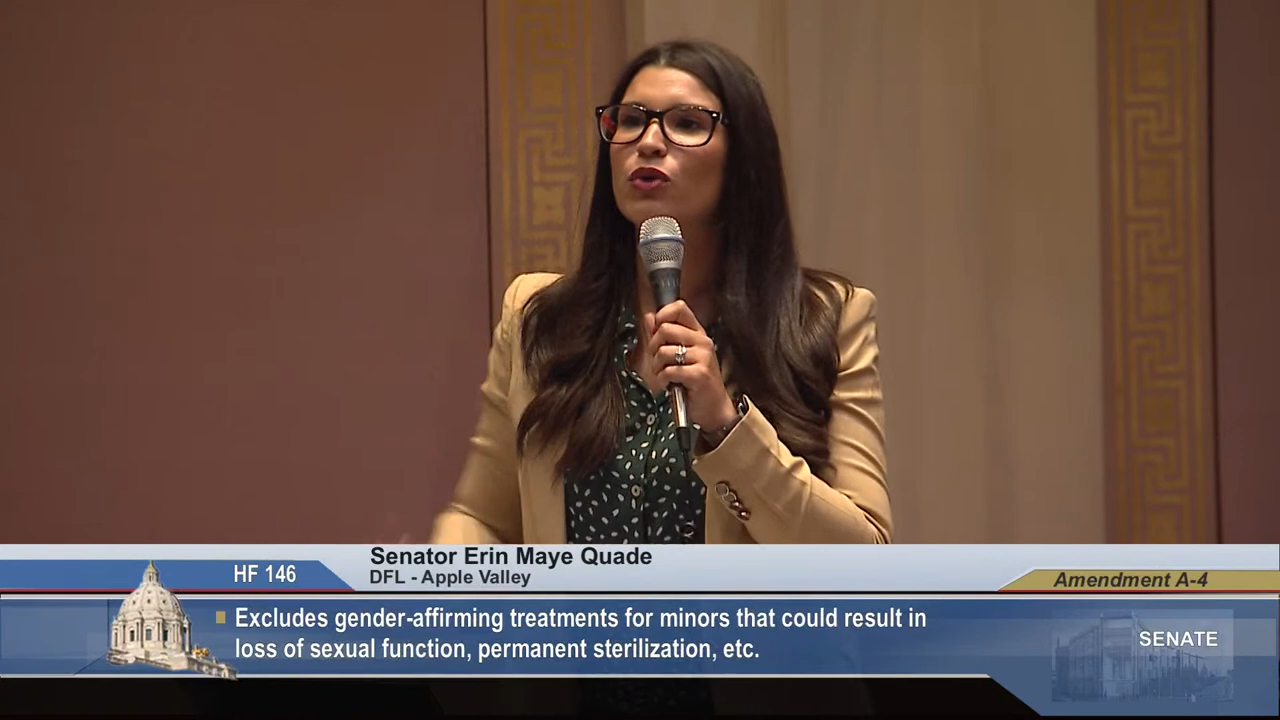 Senator Erin Maye Quade
HF 146
DFL - Apple Valley
Amendment A-4
Excludes gender-affirming treatments for minors that could result in
loss of sexual function, permanent sterilization, etc.
SENATE